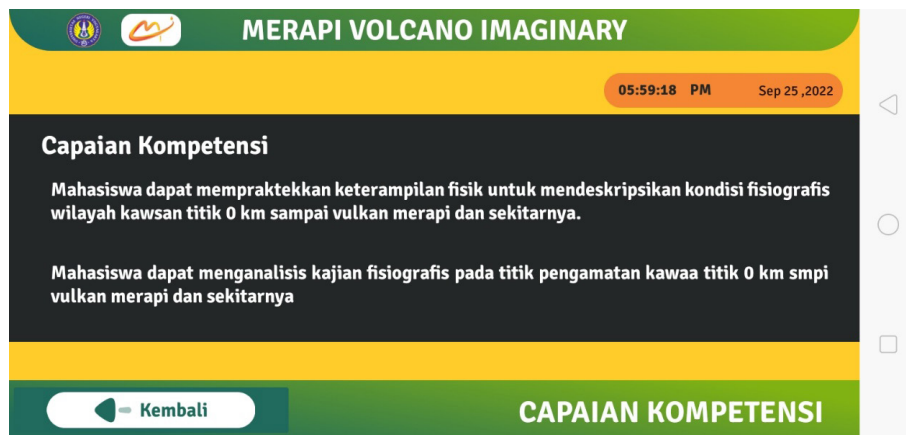 MERAPI VOLCANO IMAGINARY
05:59:18 PM Sep 25 ,2022
Capaian Kompetensi
Mahasiswa dapat mempraktekkan keterampilan fisik untuk mendeskripsikan kondisi fisiografis
wilayah kawsan titik 0 km sampai vulkan merapi dan sekitarnya.
Mahasiswa dapat menganalisis kajian fisiografis pada titik pengamatan kawaa titik 0 km smpi
vulkan merapi dan sekitarnya
Kembali
CAPAIAN KOMPETENSI